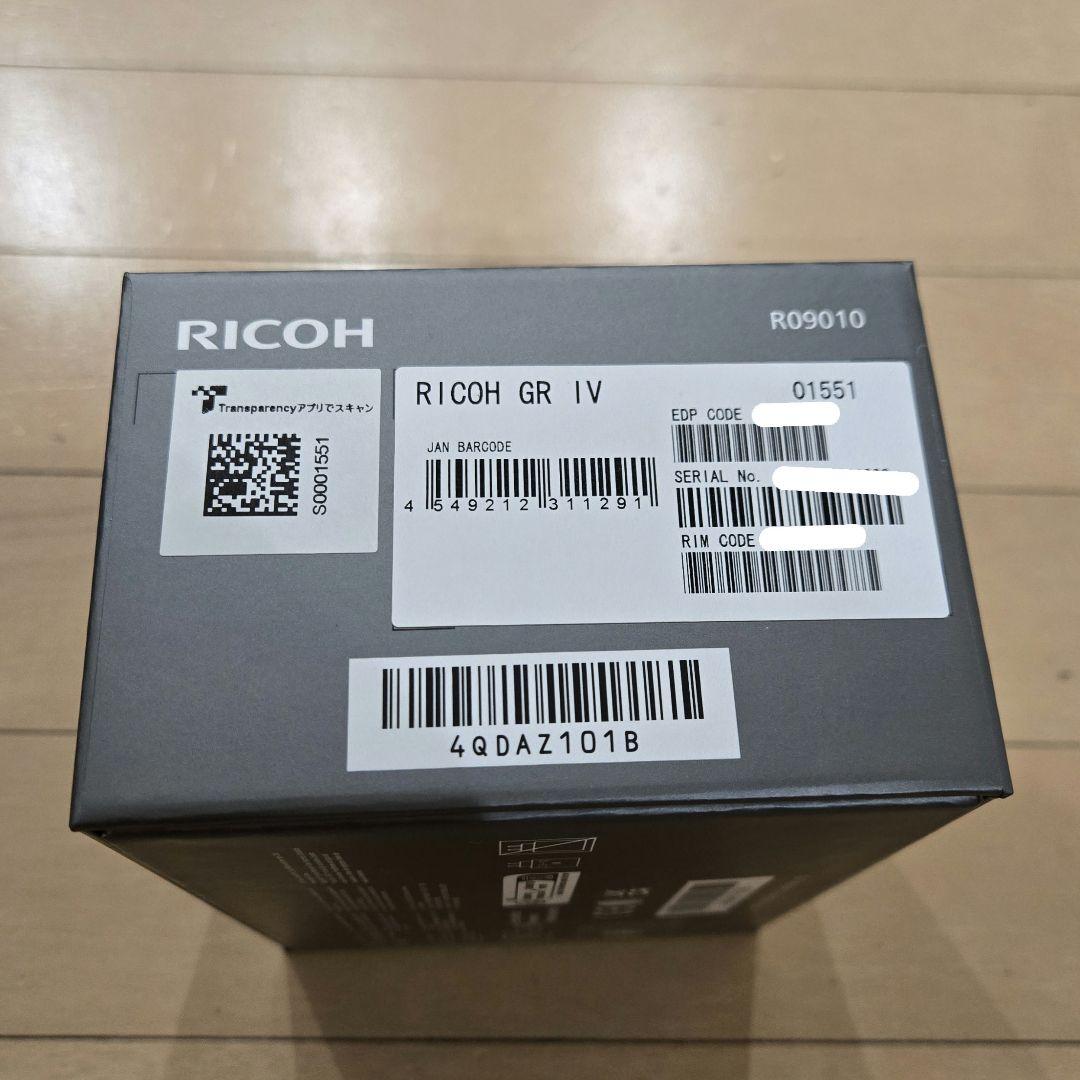 RICOH
R09010
Transparencyアプリでスキャン
S0001551
RICOH GR IV
01551
EDP CODE
JAN BARCODE
4 549212 311291
SERIAL No.
RIM CODE
4QDAZ101B